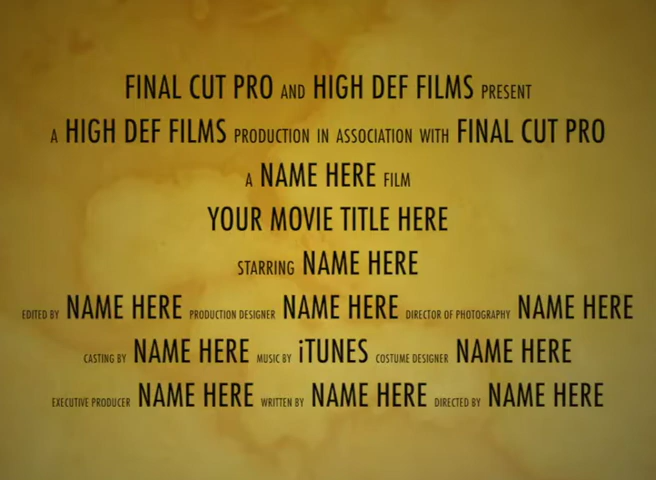 FINAL CUT PRO AND HIGH DEF FILMS PRESENT
A HIGH DEF FILMS PRODUCTION IN ASSOCIATION WITH FINAL CUT PRO
A NAME HERE FILM
YOUR MOVIE TITLE HERE
STARRING NAME HERE
EDITED BY NAME HERE PRODUCTION DESIGNER NAME HERE DIRECTOR OF PHOTOGRAPHY NAME HERE
CASTING BY NAME HERE MUSIC BY iTUNES COSTUME DESIGNER NAME HERE
EXECUTIVE PRODUCER NAME HERE WRITTEN BY NAME HERE DIRECTED BY NAME HERE